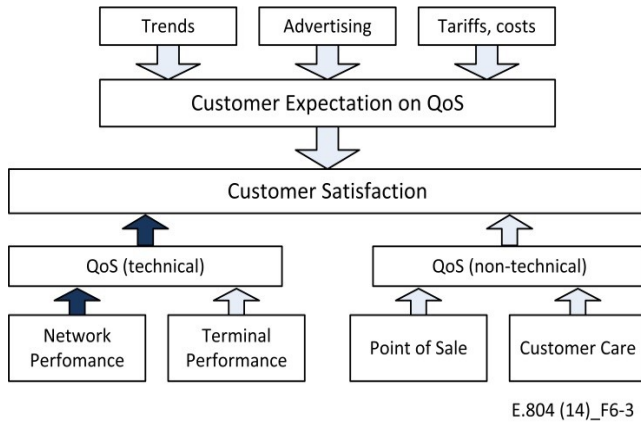 Trends
Advertising
Tariffs, costs
Customer Expectation on QoS
Customer Satisfaction
QoS (technical)
QoS (non-technical)
Network
Perfomance
Terminal
Performance
Point of Sale
Customer Care
E.804 (14)_F6-3